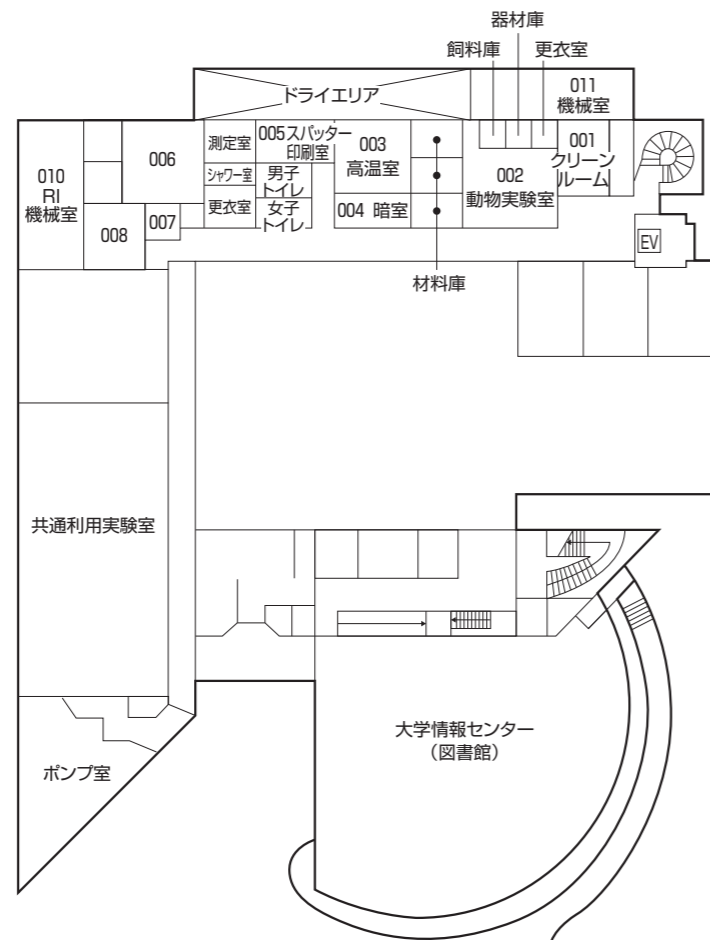 器材庫
飼料庫
更衣室
ドライエリア
011
機械室
010
RI
機械室
006
測定室
005スパッター
印刷室
003
高温室
001
クリーン
ルーム
002
動物実験室
シャワー室
男子
トイレ
008
007
更衣室
女子
トイレ
004 暗室
EV
材料庫
共通利用実験室
大学情報センター
(図書館)
ポンプ室